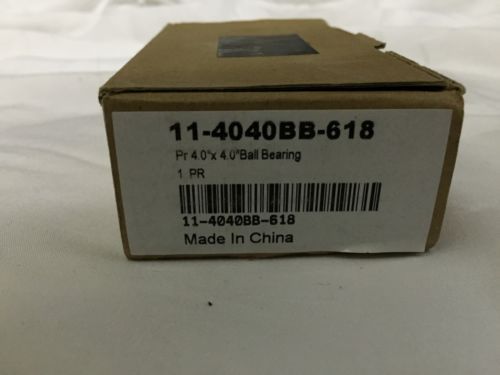 11-4040BB-618
Pr 4.0"x 4.0"Ball Bearing
1 PR
11-4040BB-618
Made In China